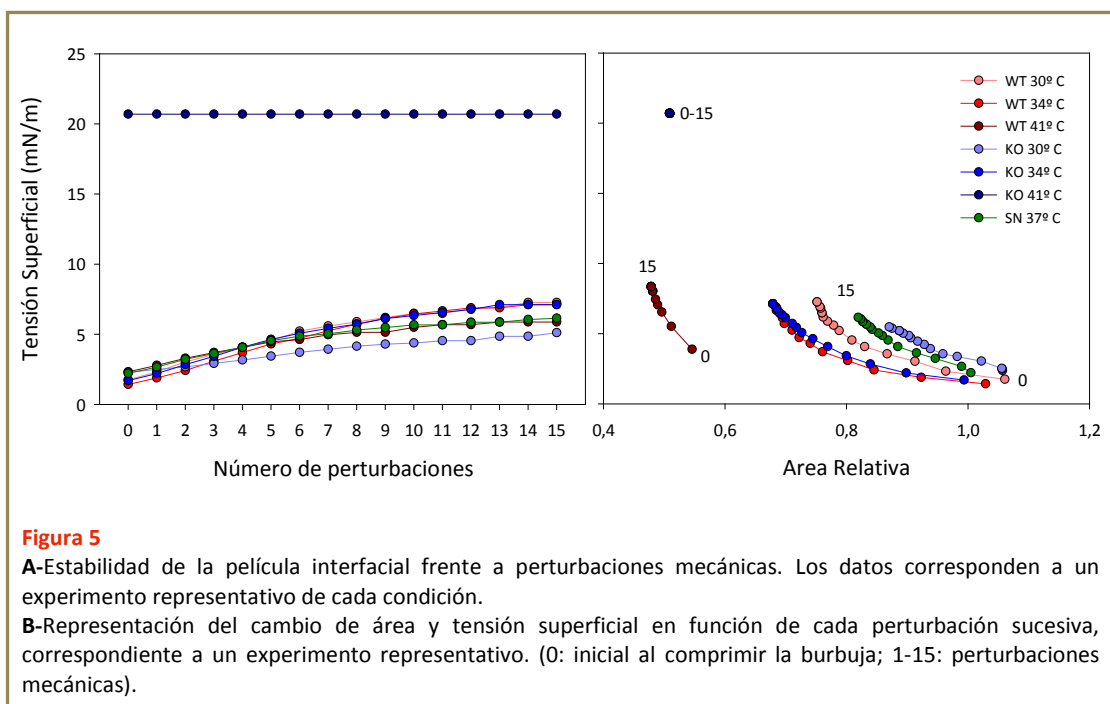 25
20
15
10
5
0
Tensión Superficial (mN/m)
0 1 2 3 4 5 6 7 8 9 10 11 12 13 14 15
Número de perturbaciones
0-15
15
0
15
0
WT 30º C
WT 34º C
WT 41º C
KO 30º C
KO 34º C
KO 41º C
SN 37º C
0,4 0,6 0,8 1,0 1,2
Area Relativa
Figura 5
A-Estabilidad de la película interfacial frente a perturbaciones mecánicas. Los datos corresponden a un
experimento representativo de cada condición.
B-Representación del cambio de área y tensión superficial en función de cada perturbación sucesiva,
correspondiente a un experimento representativo. (0: inicial al comprimir la burbuja; 1-15: perturbaciones
mecánicas).